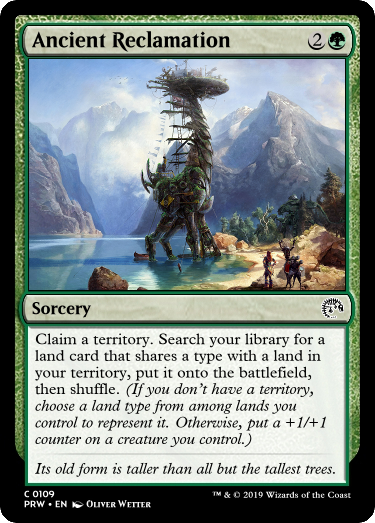 Ancient Reclamation 2
Sorcery
Claim a territory. Search your library for a
land card that shares a type with a land in
your territory, put it onto the battlefield,
then shuffle. (If you don't have a territory,
choose a land type from among lands you
control to represent it. Otherwise, put a +1/+1
counter on a creature you control.)
Its old form is taller than all but the tallest trees.
C 0109
PRW • EN Oliver Wetter
™ & © 2019 Wizards of the Coast